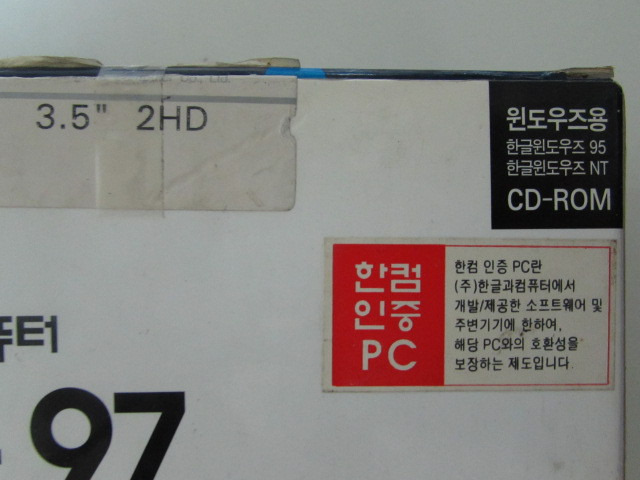 3.5" 2HD
윈도우즈용
한글윈도우즈 95
한글윈도우즈 NT
CD-ROM
한컴
인증
PC
한컴 인증 PC란
(주)한글과컴퓨터에서
개발/제공한 소프트웨어 및
주변기기에 한하여,
해당 PC와의 호환성을
보장하는 제도입니다.
퓨터
97